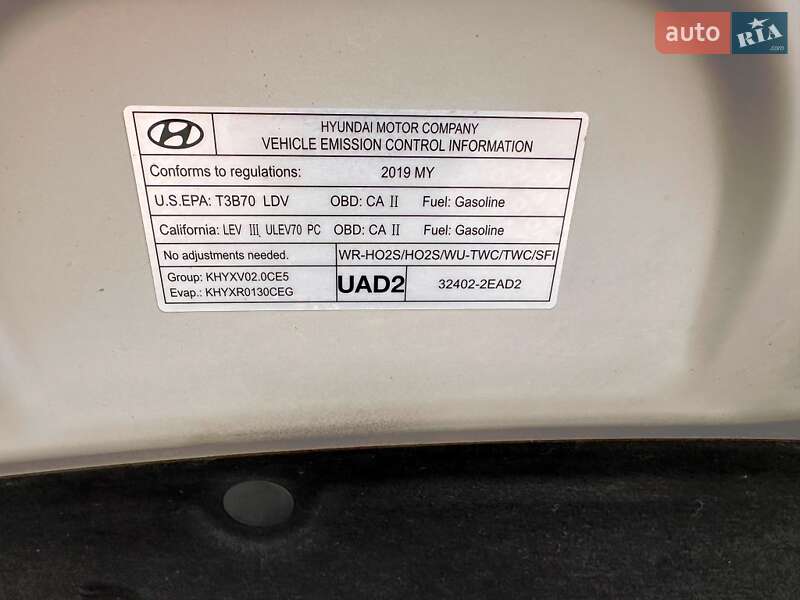 auto RIA .com
HYUNDAI MOTOR COMPANY
VEHICLE EMISSION CONTROL INFORMATION
Conforms to regulations: 2019 MY
U.S.EPA: T3B70 LDV OBD: CA II Fuel: Gasoline
California: LEV III, ULEV70 PC OBD: CA II Fuel: Gasoline
No adjustments needed. WR-HO2S/HO2S/WU-TWC/TWC/SFI
Group: KHYXV02.0CE5
Evap.: KHYXR0130CEG
UAD2 32402-2EAD2